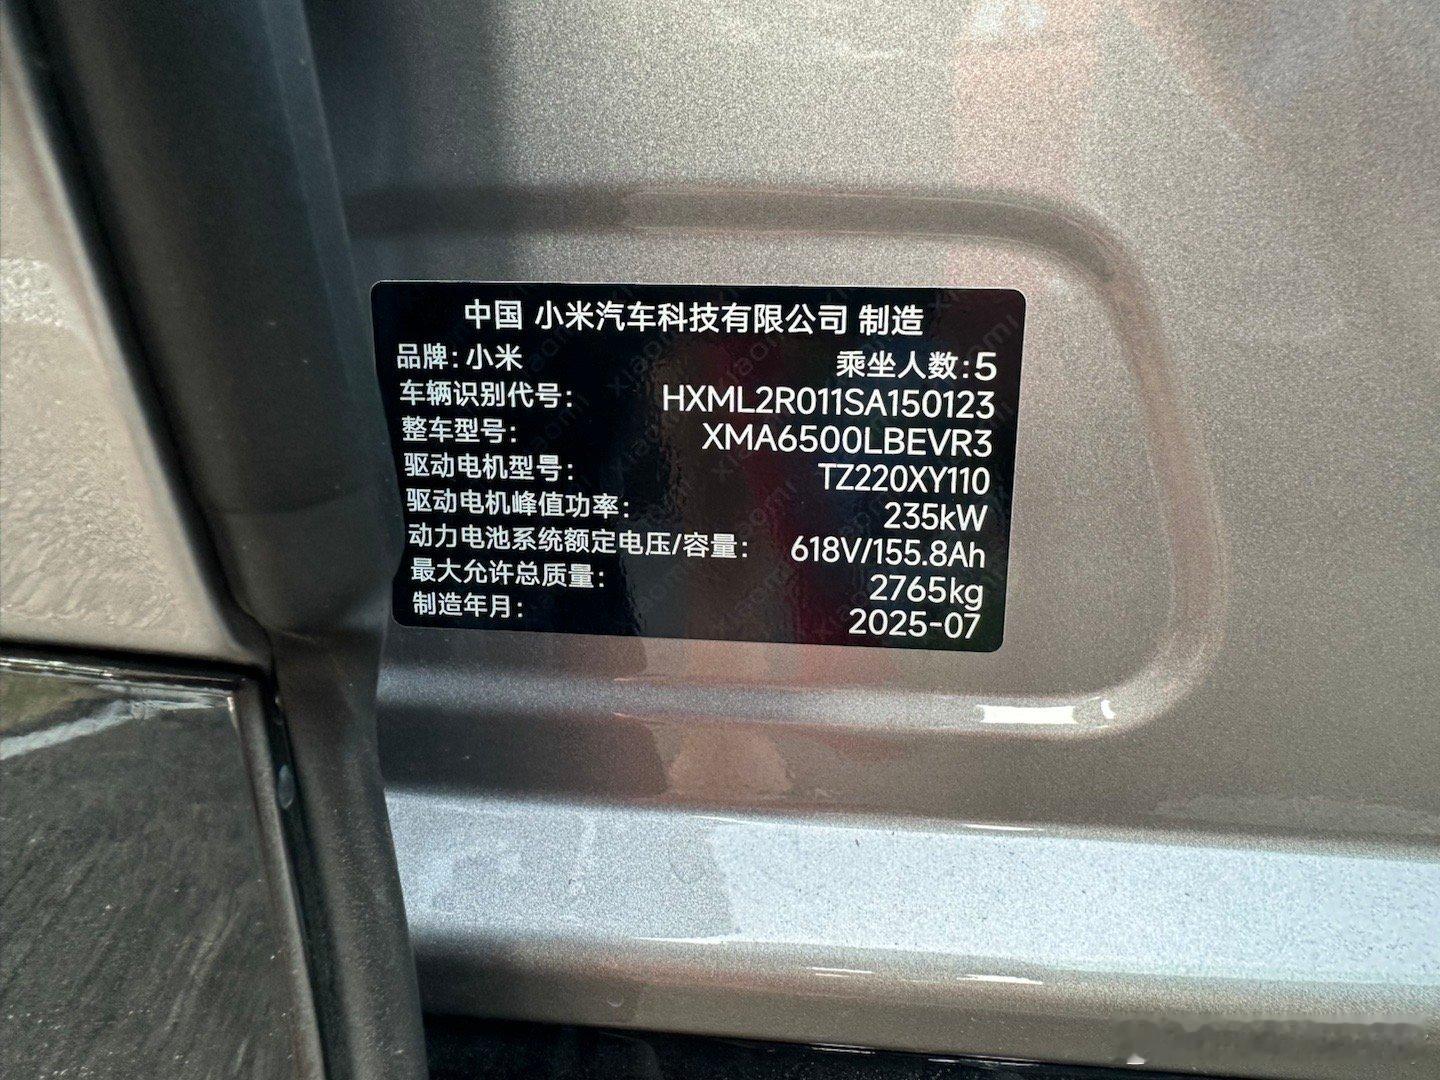 中国 小米汽车科技有限公司 制造
品牌：小米 乘坐人数：5
车辆识别代号： HXML2R011SA150123
整车型号： XMA6500LBEVR3
驱动电机型号： TZ220XY110
驱动电机峰值功率： 235kW
动力电池系统额定电压/容量： 618V/155.8Ah
最大允许总质量： 2765kg
制造年月： 2025-07